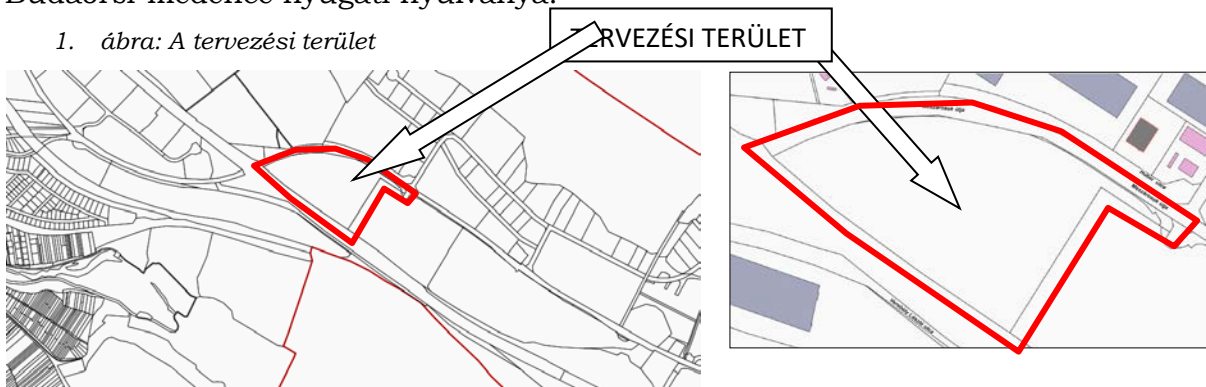 Budaörsi-medence nyugati nyúlványa.
1. ábra: A tervezési terület
TERVEZÉSI TERÜLET